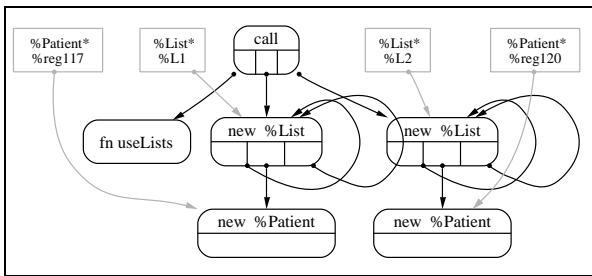 %Patient*
%reg117
%List*
%L1
call
%List*
%L2
%Patient*
%reg120
fn useLists
new %List
new %List
new %Patient
new %Patient